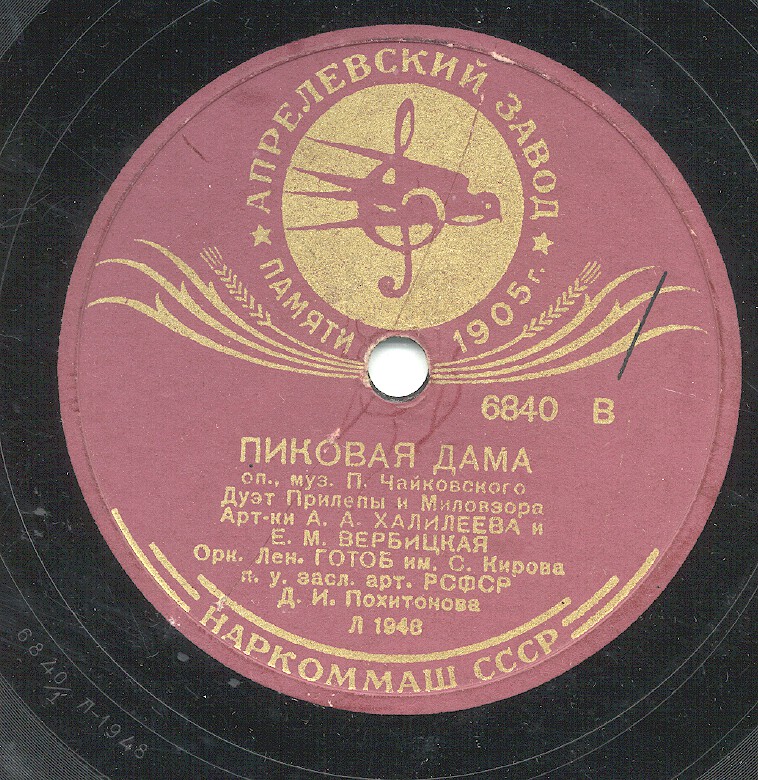 АПРЕЛЕВСКИЙ ЗАВОД
ПАМЯТИ 1905 г.
6840 В
ПИКОВАЯ ДАМА
оп., муз. П. Чайковского
Дуэт Прилепы и Миловзора
Арт-ки А. А. ХАЛИЛЕЕВА и
Е. М. ВЕРБИЦКАЯ
Орк. Лен. ГОТОБ им. С. Кирова
п. у. засл. арт. РСФСР
Д. И. Похитонова
Л 1948
НАРКОММАШ СССР
6840/1 Л-1948